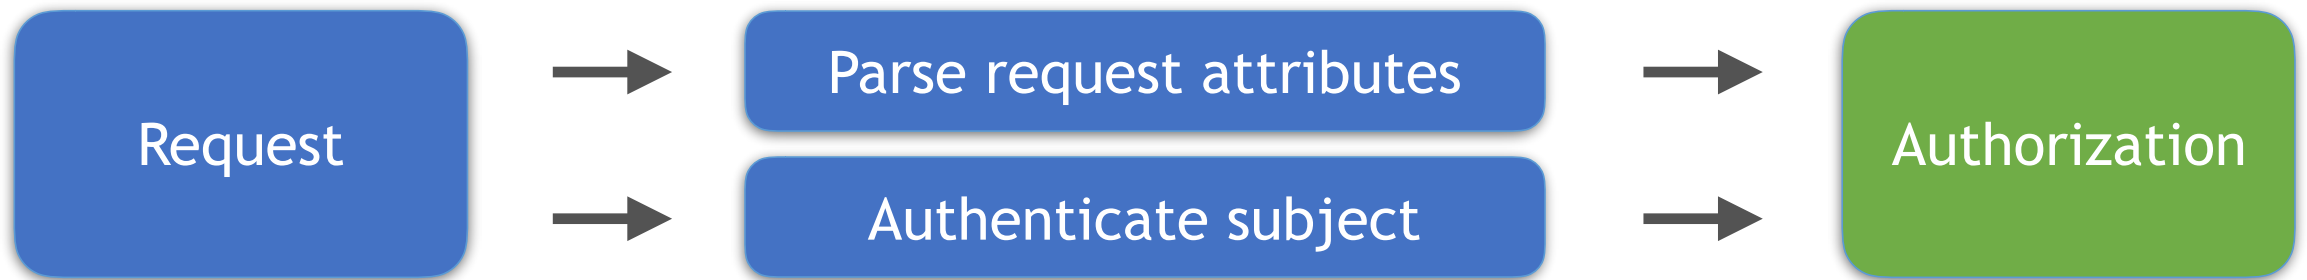 Request
Parse request attributes
Authenticate subject
Authorization